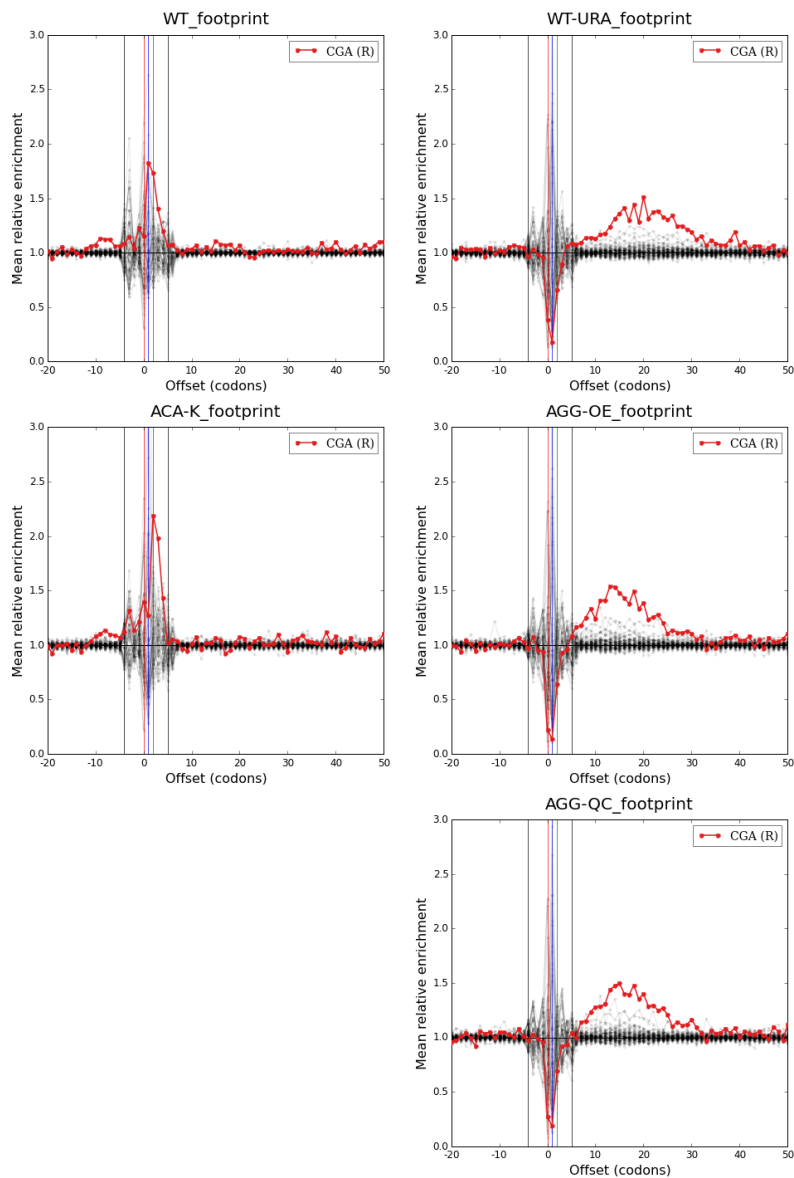 WT_footprint
3.0
2.5
2.0
1.5
1.0
0.5
0.0
Mean relative enrichment
CGA (R)
-20 -10 0 10 20 30 40 50
Offset (codons)
WT-URA_footprint
3.0
2.5
2.0
1.5
1.0
0.5
0.0
Mean relative enrichment
CGA (R)
-20 -10 0 10 20 30 40 50
Offset (codons)
ACA-K_footprint
3.0
2.5
2.0
1.5
1.0
0.5
0.0
Mean relative enrichment
CGA (R)
-20 -10 0 10 20 30 40 50
Offset (codons)
AGG-OE_footprint
3.0
2.5
2.0
1.5
1.0
0.5
0.0
Mean relative enrichment
CGA (R)
-20 -10 0 10 20 30 40 50
Offset (codons)
AGG-QC_footprint
3.0
2.5
2.0
1.5
1.0
0.5
0.0
Mean relative enrichment
CGA (R)
-20 -10 0 10 20 30 40 50
Offset (codons)